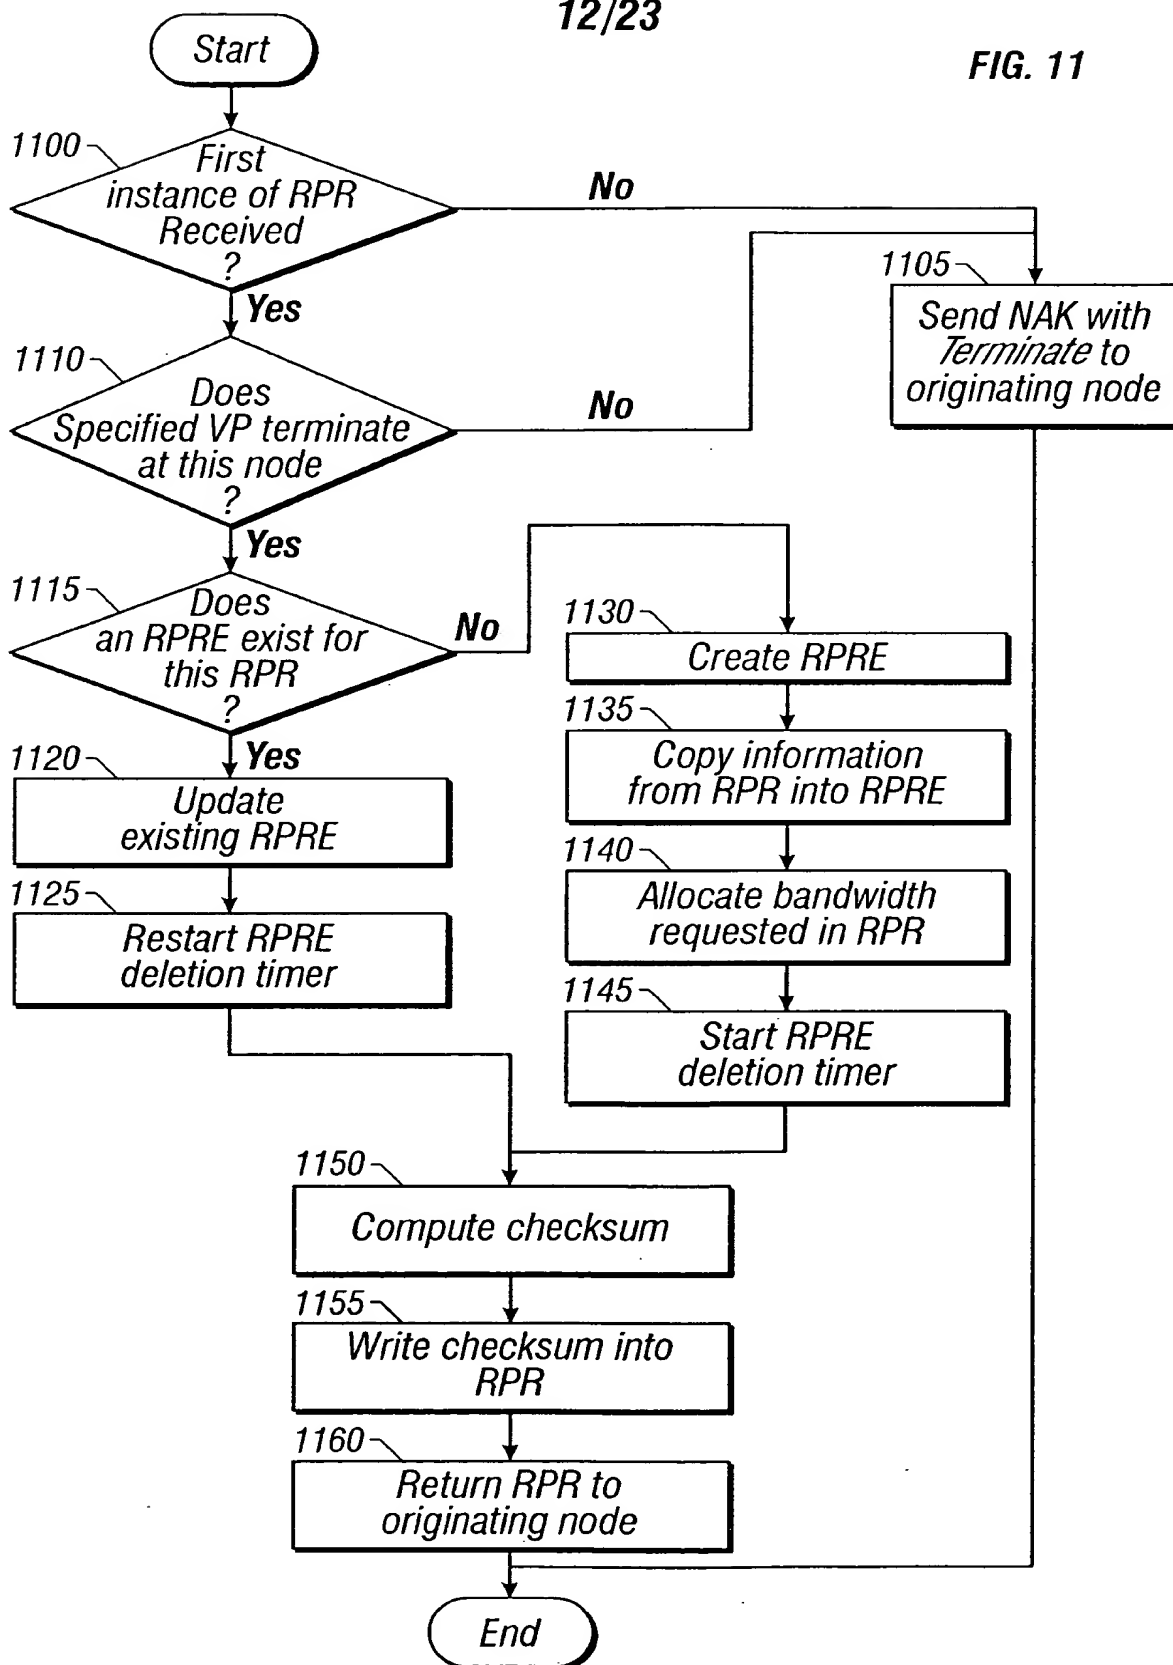 12/23
FIG. 11
Start
1100
First
instance of RPR
Received
?
No
Yes
1105
Send NAK with
Terminate to
originating node
1110
Does
Specified VP terminate
at this node
?
No
Yes
1115
Does
an RPRE exist for
this RPR
?
No
Yes
1120
Update
existing RPRE
1125
Restart RPRE
deletion timer
1130
Create RPRE
1135
Copy information
from RPR into RPRE
1140
Allocate bandwidth
requested in RPR
1145
Start RPRE
deletion timer
1150
Compute checksum
1155
Write checksum into
RPR
1160
Return RPR to
originating node
End